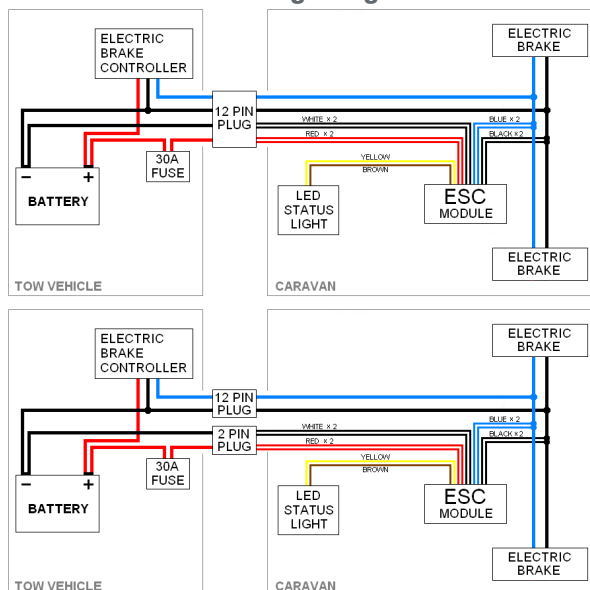 ELECTRIC
BRAKE
CONTROLLER
ELECTRIC
BRAKE
12 PIN
PLUG
WHITE x 2
RED x 2
BLUE x 2
BLACK x2
30A
FUSE
YELLOW
BROWN
– +
BATTERY
LED
STATUS
LIGHT
ESC
MODULE
ELECTRIC
BRAKE
TOW VEHICLE
CARAVAN
ELECTRIC
BRAKE
CONTROLLER
ELECTRIC
BRAKE
12 PIN
PLUG
2 PIN
PLUG
WHITE x 2
RED x 2
BLUE x 2
BLACK x2
30A
FUSE
YELLOW
BROWN
– +
BATTERY
LED
STATUS
LIGHT
ESC
MODULE
ELECTRIC
BRAKE
TOW VEHICLE
CARAVAN